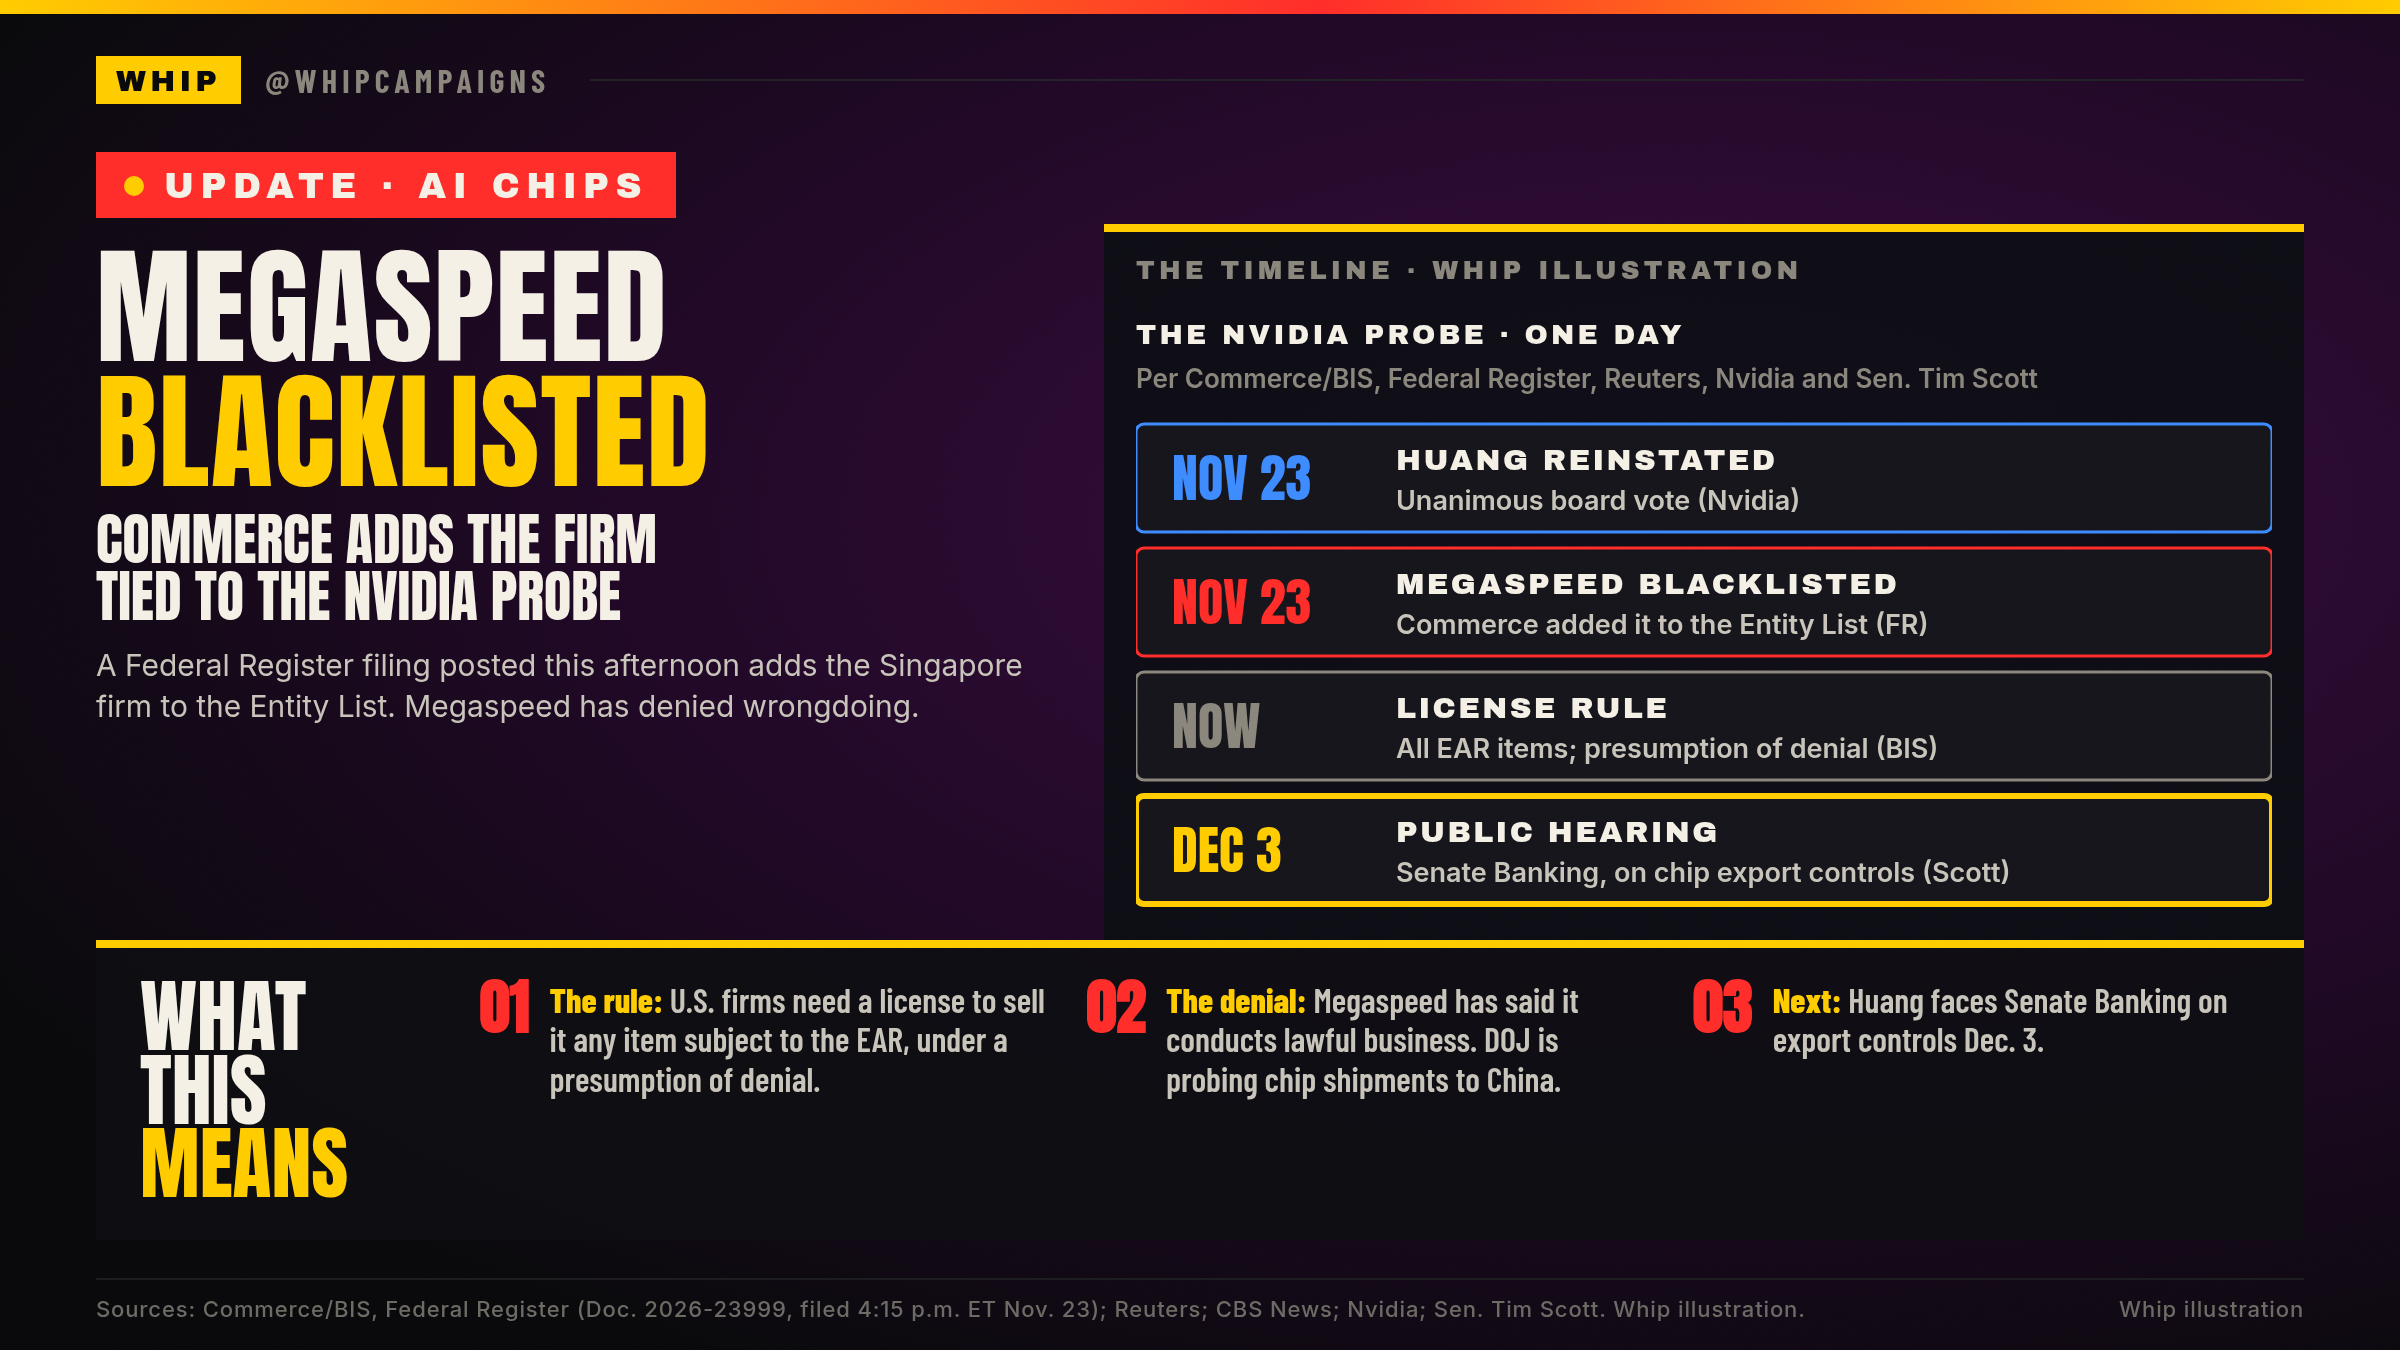 WHIP @WHIPCAMPAIGNS
UPDATE · AI CHIPS
MEGASPEED
BLACKLISTED
COMMERCE ADDS THE FIRM
TIED TO THE NVIDIA PROBE
A Federal Register filing posted this afternoon adds the Singapore
firm to the Entity List. Megaspeed has denied wrongdoing.
THE TIMELINE · WHIP ILLUSTRATION
THE NVIDIA PROBE · ONE DAY
Per Commerce/BIS, Federal Register, Reuters, Nvidia and Sen. Tim Scott
NOV 23
HUANG REINSTATED
Unanimous board vote (Nvidia)
NOV 23
MEGASPEED BLACKLISTED
Commerce added it to the Entity List (FR)
NOW
LICENSE RULE
All EAR items; presumption of denial (BIS)
DEC 3
PUBLIC HEARING
Senate Banking, on chip export controls (Scott)
WHAT
THIS
MEANS
01
The rule: U.S. firms need a license to sell
it any item subject to the EAR, under a
presumption of denial.
02
The denial: Megaspeed has said it
conducts lawful business. DOJ is
probing chip shipments to China.
03
Next: Huang faces Senate Banking on
export controls Dec. 3.
Sources: Commerce/BIS, Federal Register (Doc. 2026-23999, filed 4:15 p.m. ET Nov. 23); Reuters; CBS News; Nvidia; Sen. Tim Scott. Whip illustration.
Whip illustration